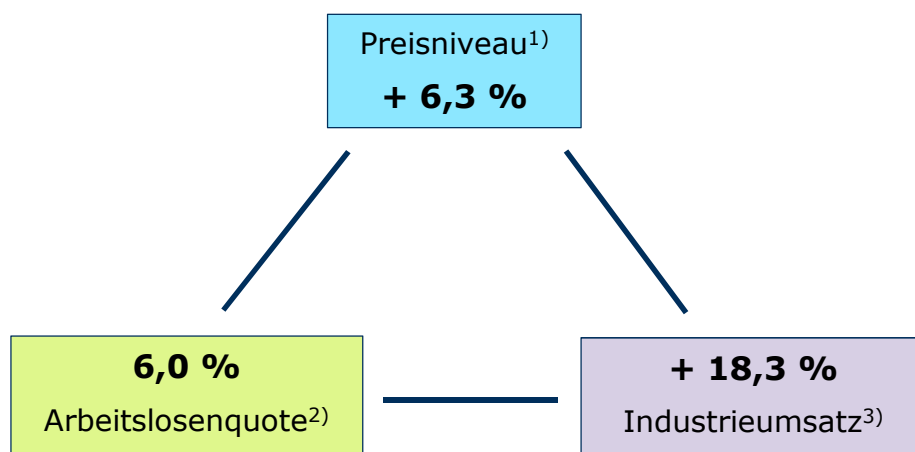 Preisniveau¹⁾
+ 6,3 %
6,0 %
Arbeitslosenquote²⁾
+ 18,3 %
Industrieumsatz³⁾